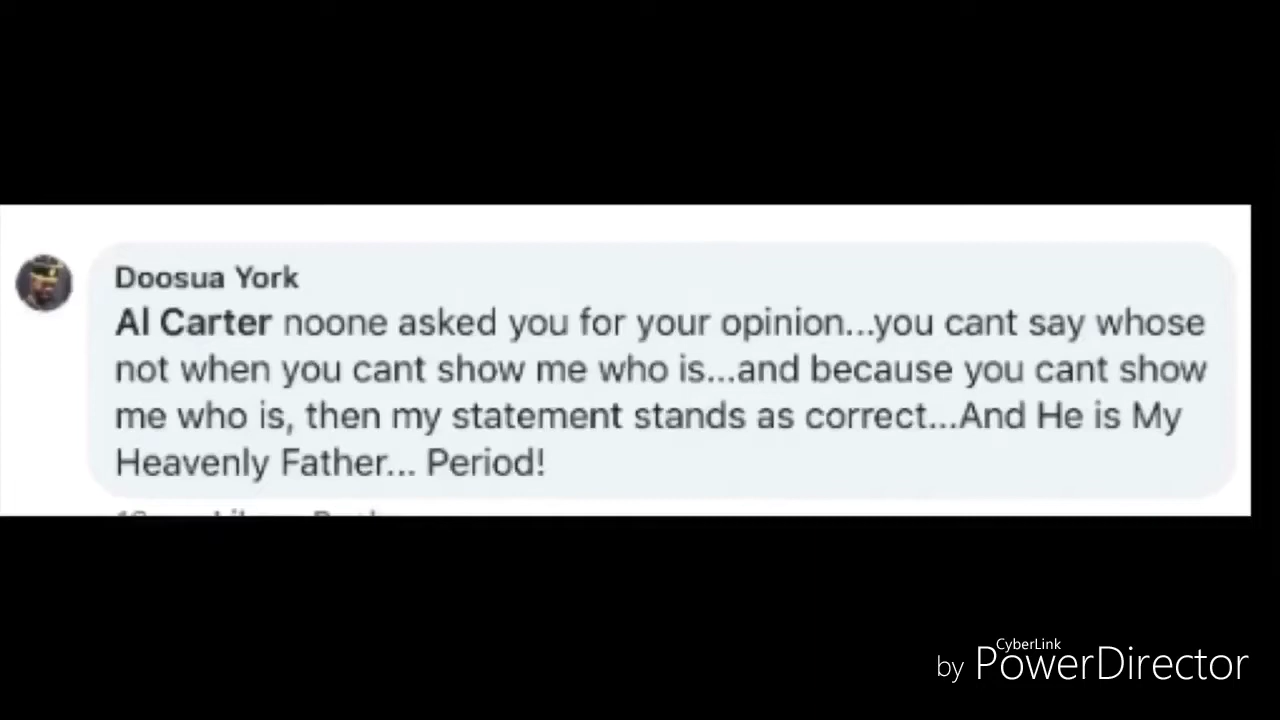 Doosua York
Al Carter noone asked you for your opinion...you cant say whose
not when you cant show me who is...and because you cant show
me who is, then my statement stands as correct...And He is My
Heavenly Father... Period!
CyberLink
by PowerDirector